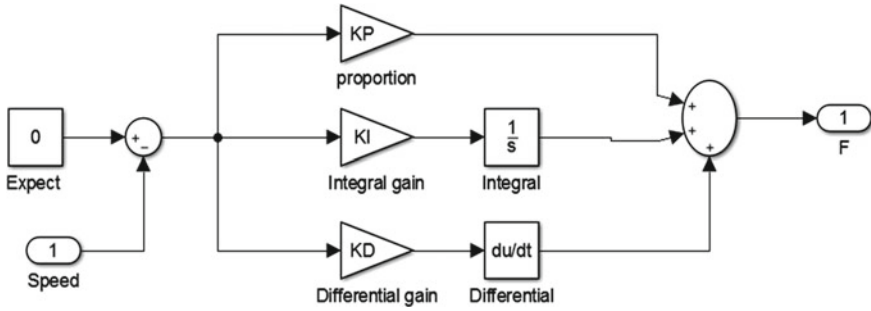 KP
proportion
+
0
+
−
KI
1
s
+
+
1
Expect
Integral gain
Integral
F
1
Speed
KD
du/dt
Differential gain
Differential